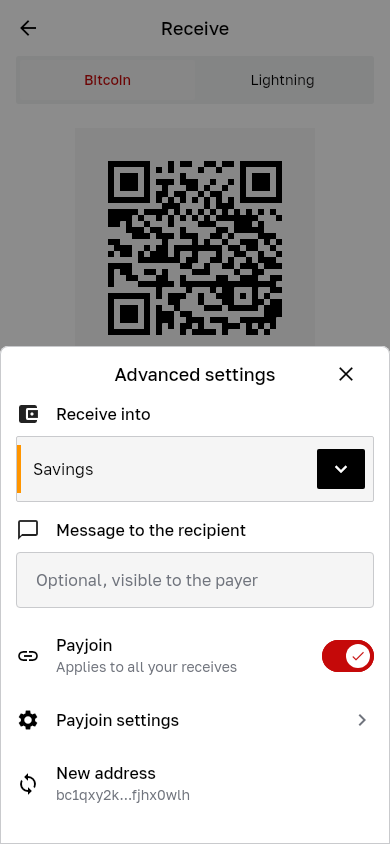 Receive
Bitcoin
Lightning
Advanced settings
Receive into
Savings
Message to the recipient
Optional, visible to the payer
Payjoin
Applies to all your receives
Payjoin settings
New address
bc1qxy2k...fjhx0wlh